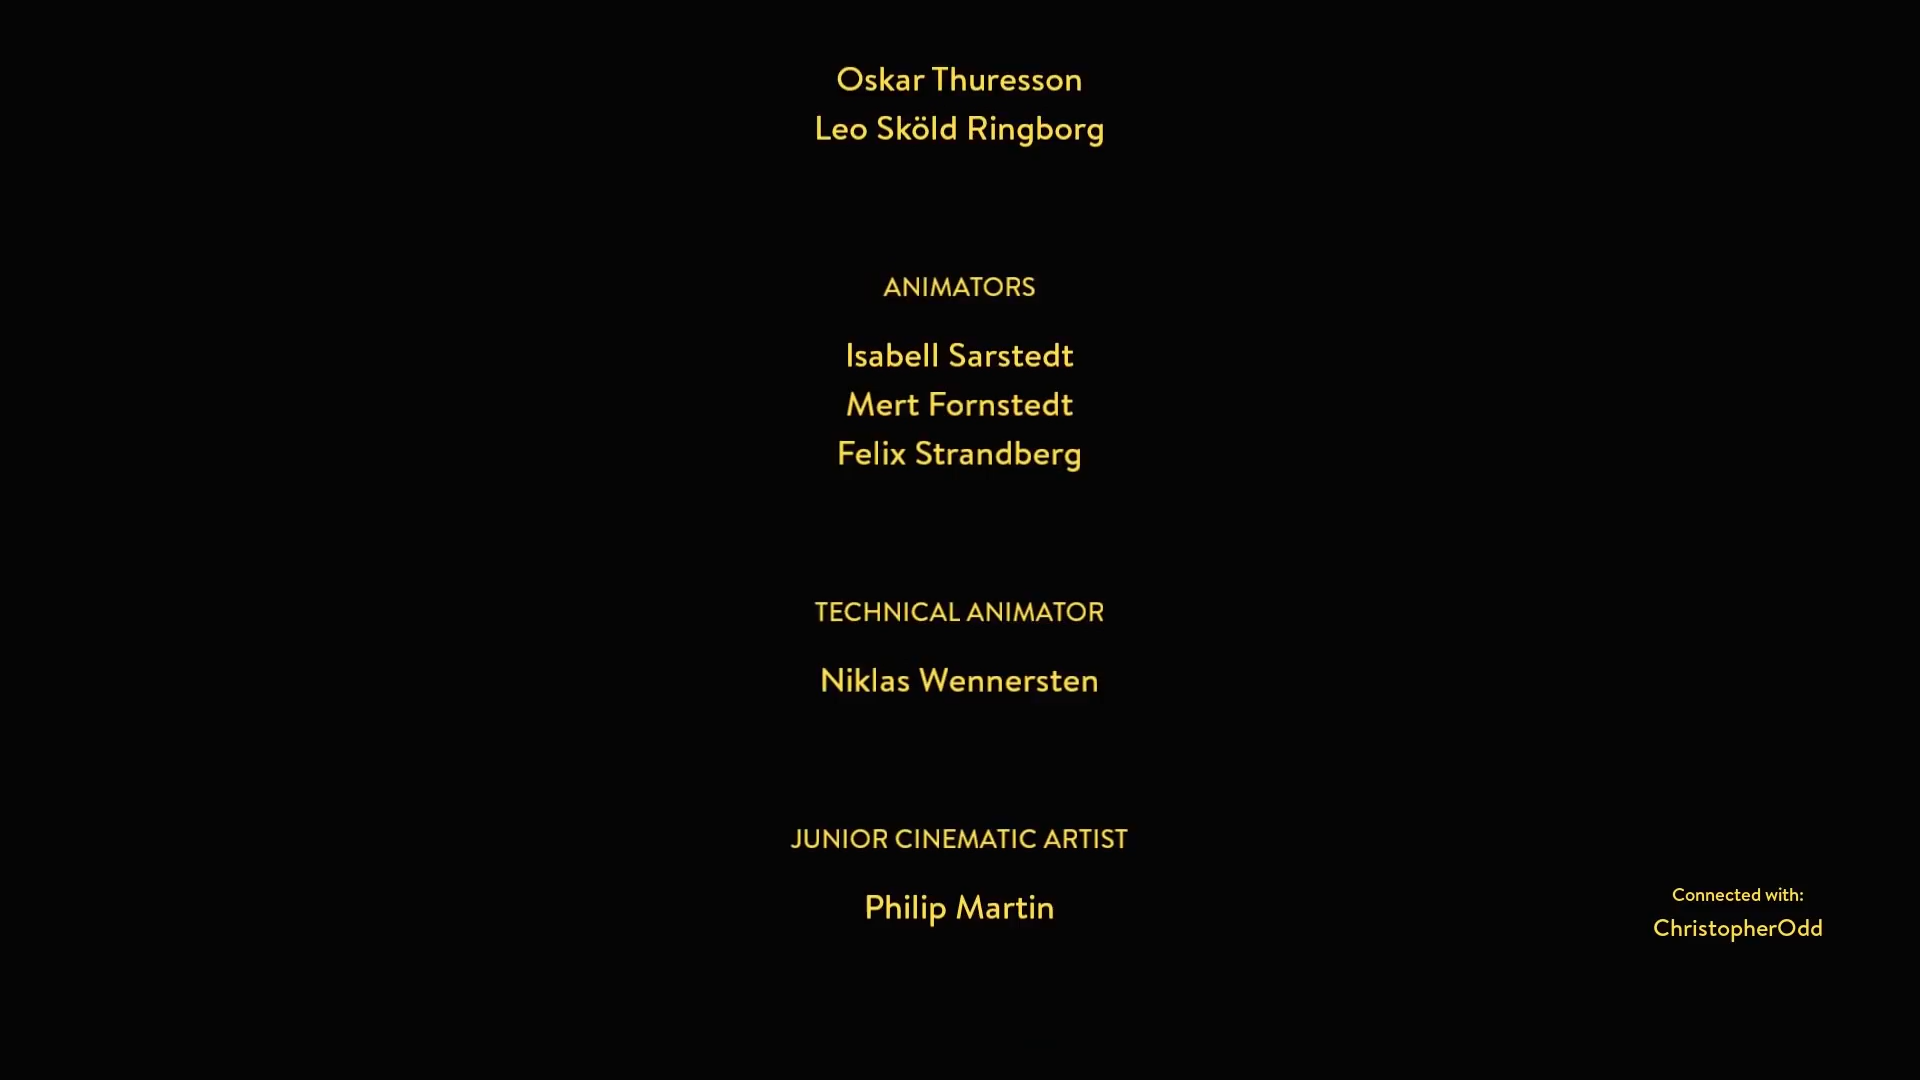 Oskar Thuresson
Leo Sköld Ringborg
ANIMATORS
Isabell Sarstedt
Mert Fornstedt
Felix Strandberg
TECHNICAL ANIMATOR
Niklas Wennersten
JUNIOR CINEMATIC ARTIST
Philip Martin
Connected with:
ChristopherOdd